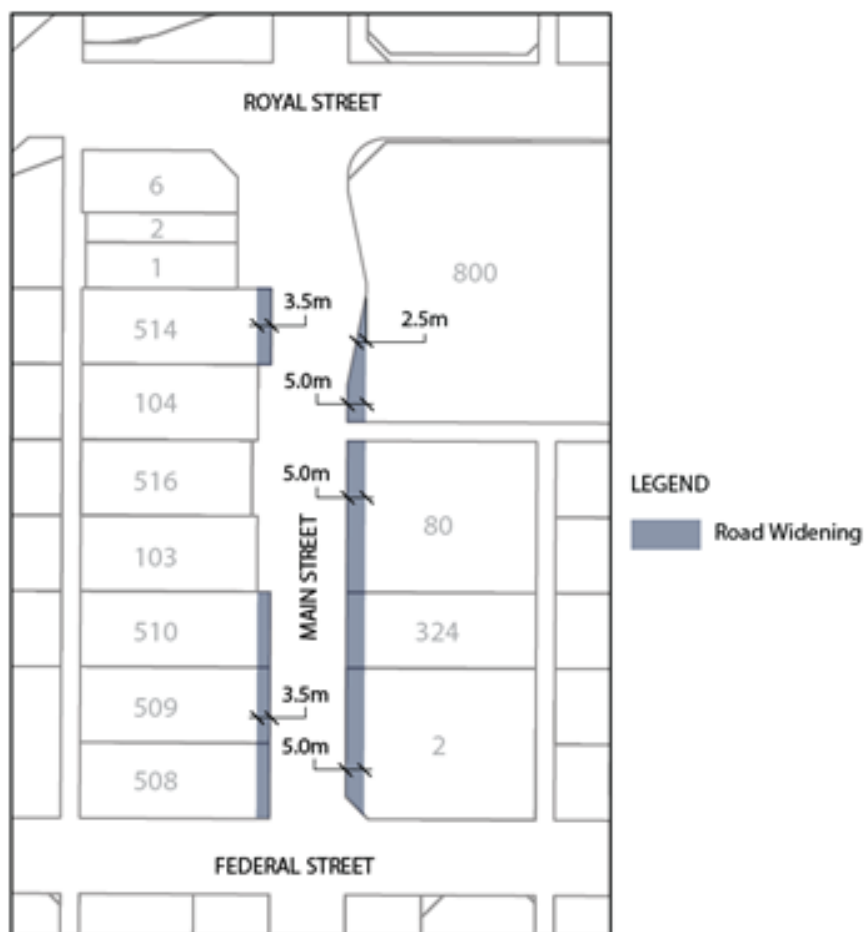 ROYAL STREET
6
2
1
800
3.5m
514
2.5m
5.0m
104
516
5.0m
LEGEND
80
Road Widening
103
MAIN STREET
510
324
509
3.5m
5.0m
2
508
FEDERAL STREET